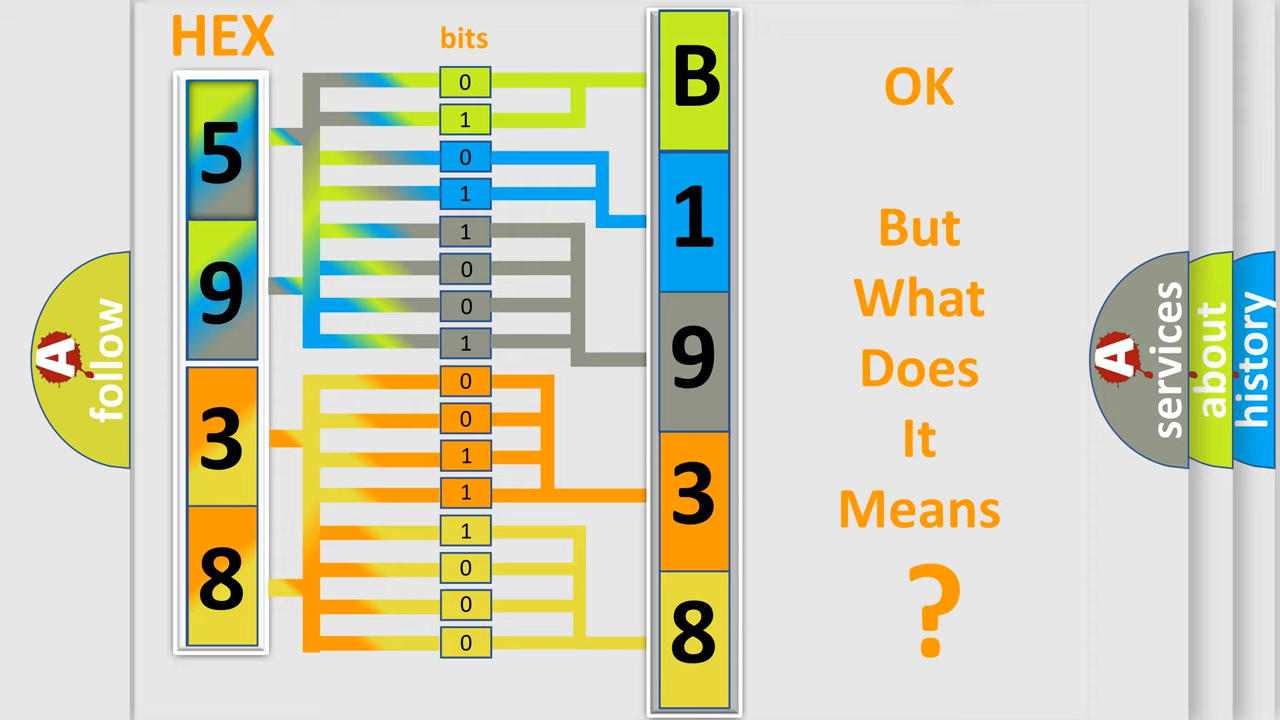 HEX
bits
5
9
3
8
0
1
0
1
1
0
0
1
0
0
1
1
1
0
0
0
B
1
9
3
8
OK
But
What
Does
It
Means
?
A
follow
A
services
about
history